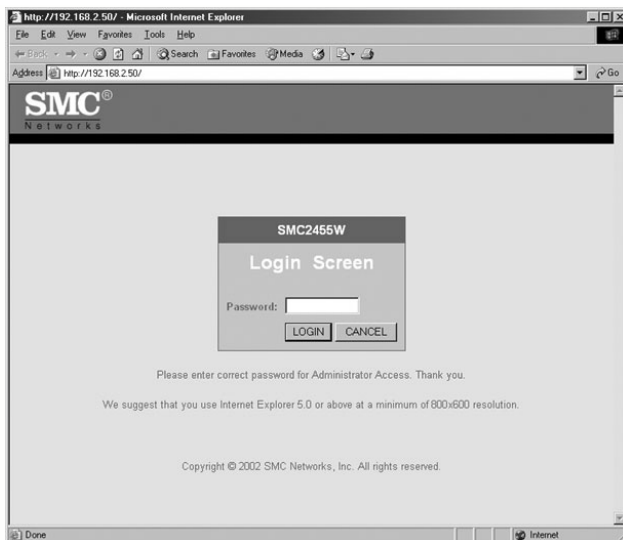 http://192.168.2.50/ - Microsoft Internet Explorer
File Edit View Favorites Tools Help
Back Search Favorites Media
Address http://192.168.2.50/ Go
SMC®
Networks
SMC2455W
Login Screen
Password:
LOGIN CANCEL
Please enter correct password for Administrator Access. Thank you.
We suggest that you use Internet Explorer 5.0 or above at a minimum of 800x600 resolution.
Copyright © 2002 SMC Networks, Inc. All rights reserved.
Done Internet